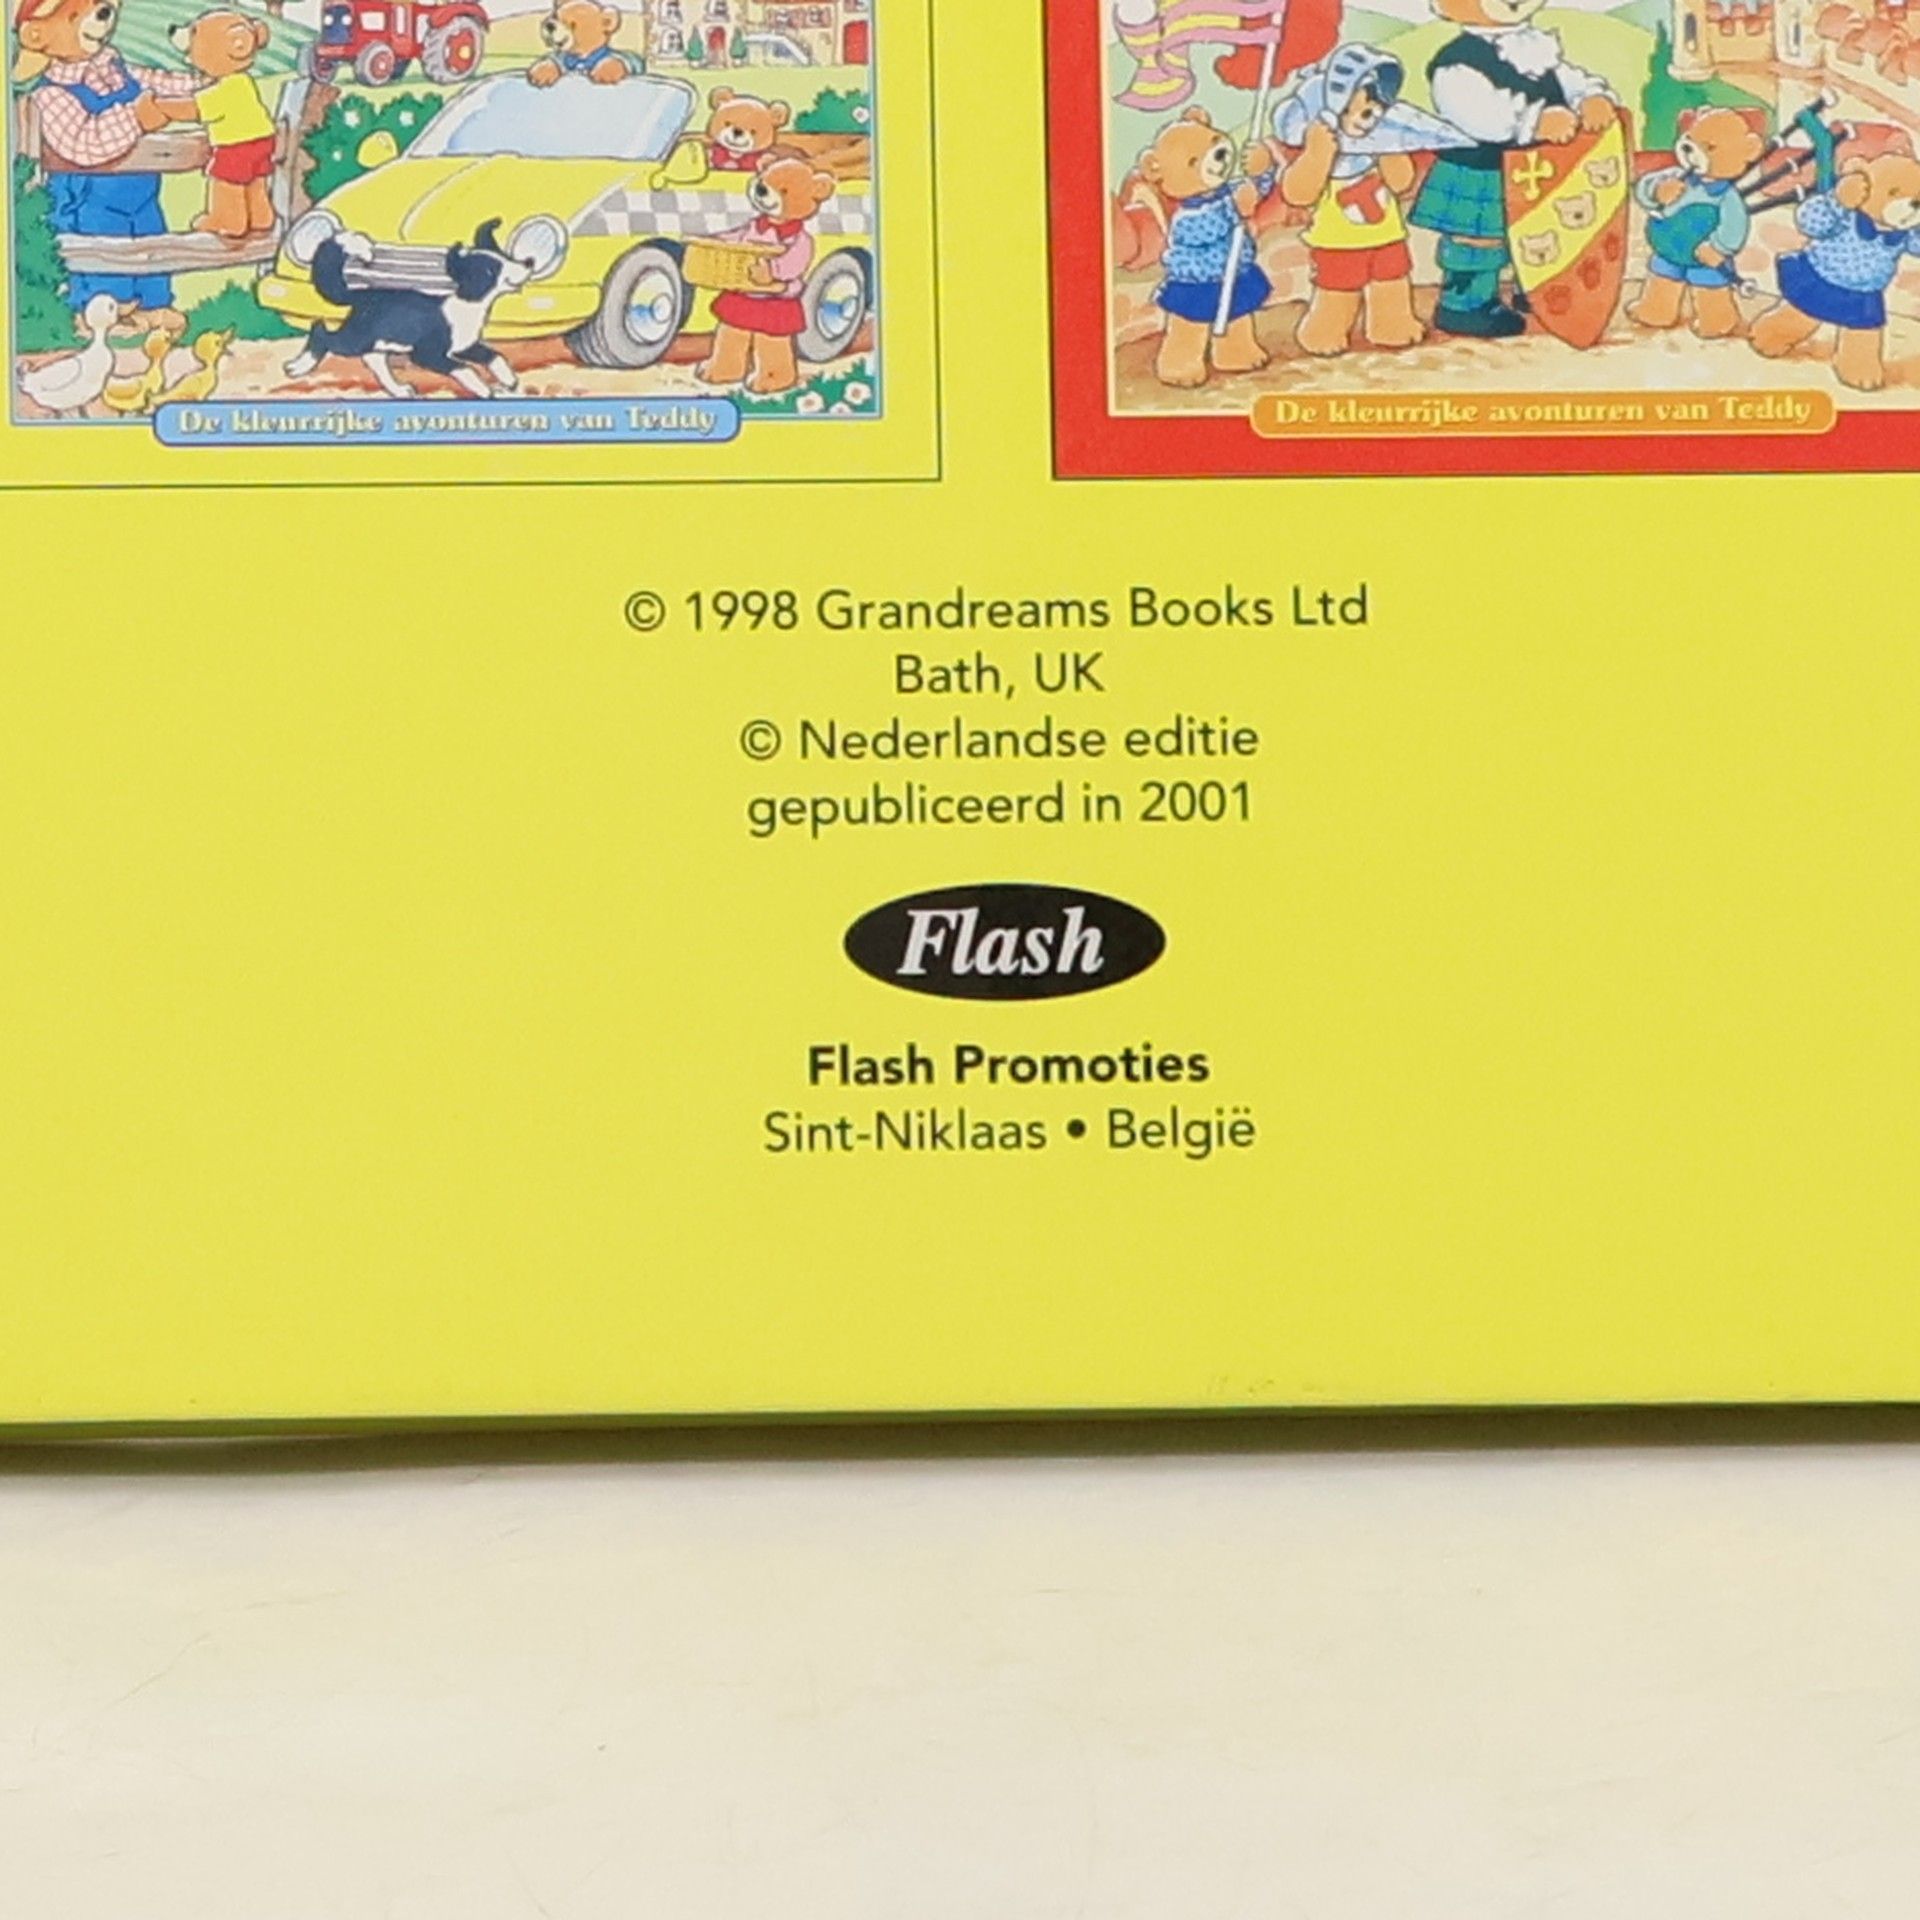 De kleurrijke avonturen van Teddy
De kleurrijke avonturen van Teddy
© 1998 Grandreams Books Ltd
Bath, UK
© Nederlandse editie
gepubliceerd in 2001
Flash
Flash Promoties
Sint-Niklaas • België